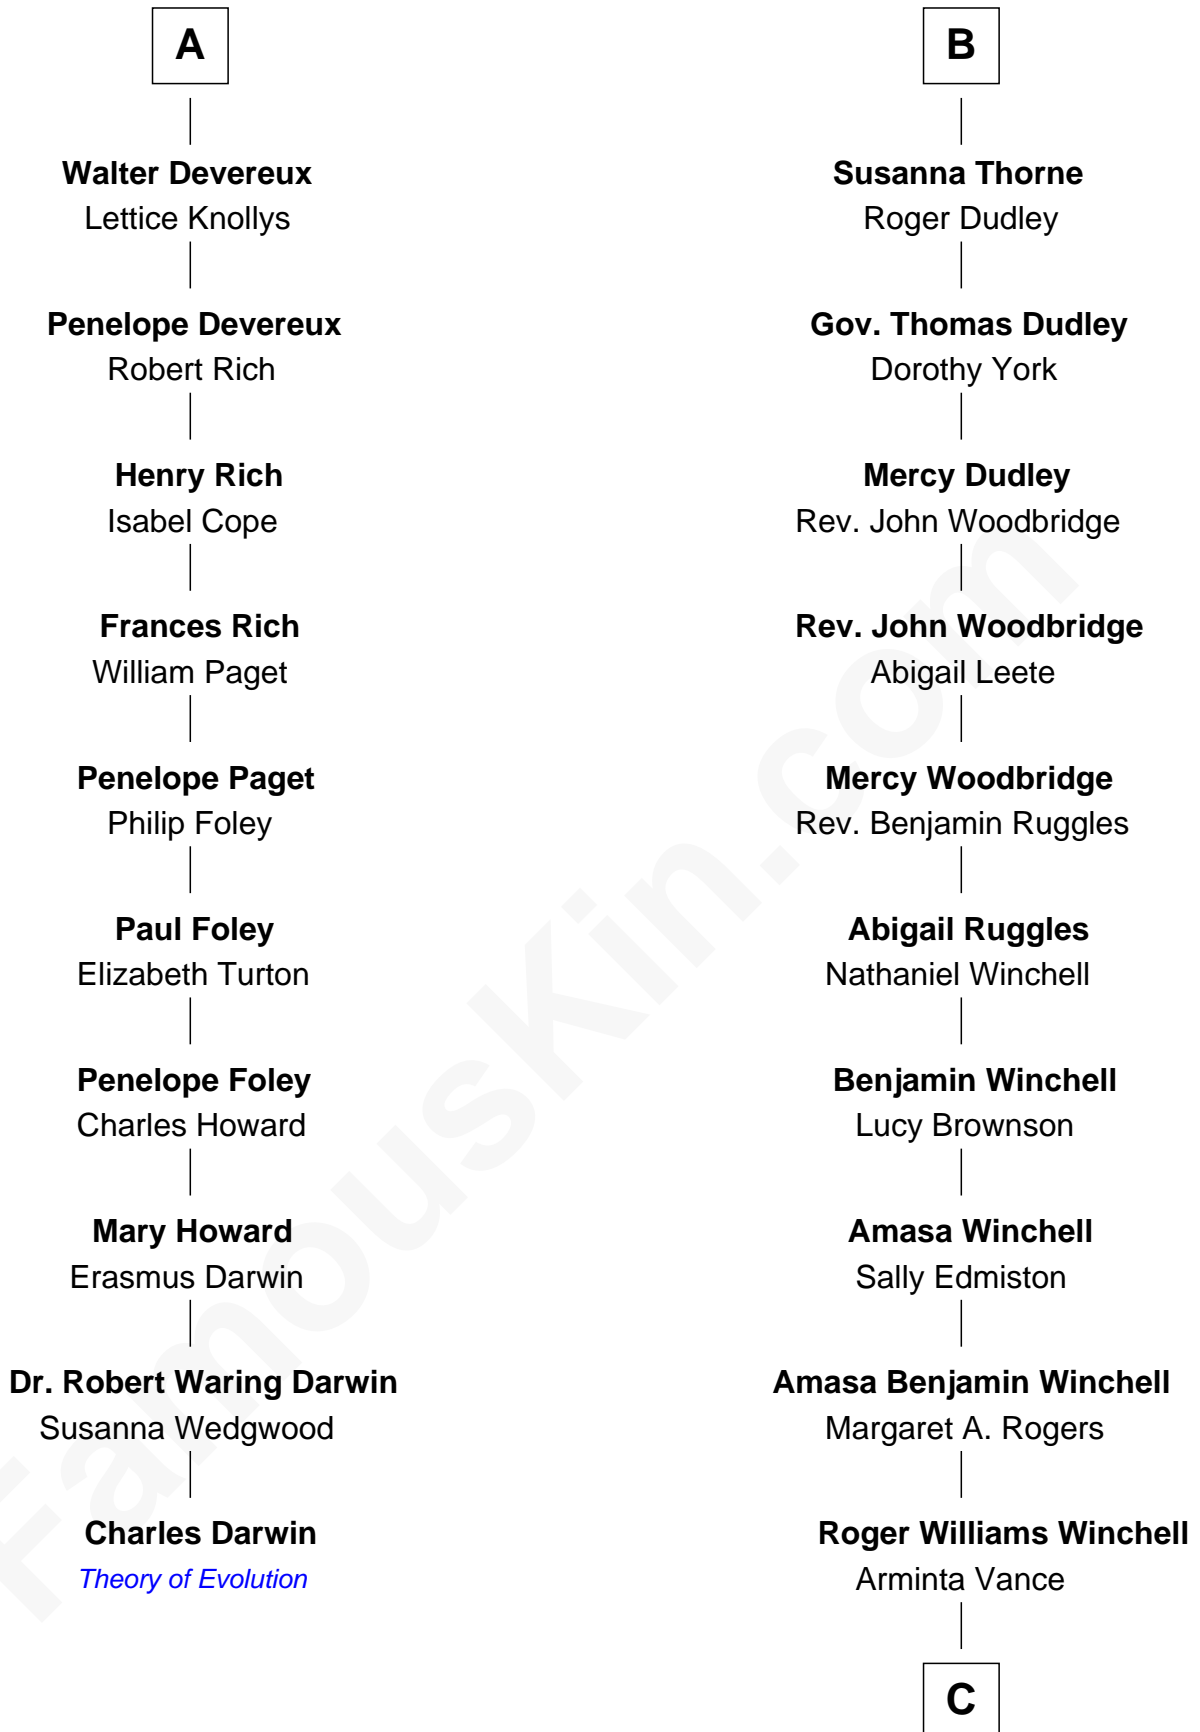 A
Walter Devereux
Lettice Knollys
Penelope Devereux
Robert Rich
Henry Rich
Isabel Cope
Frances Rich
William Paget
Penelope Paget
Philip Foley
Paul Foley
Elizabeth Turton
Penelope Foley
Charles Howard
Mary Howard
Erasmus Darwin
Dr. Robert Waring Darwin
Susanna Wedgwood
Charles Darwin
Theory of Evolution
B
Susanna Thorne
Roger Dudley
Gov. Thomas Dudley
Dorothy York
Mercy Dudley
Rev. John Woodbridge
Rev. John Woodbridge
Abigail Leete
Mercy Woodbridge
Rev. Benjamin Ruggles
Abigail Ruggles
Nathaniel Winchell
Benjamin Winchell
Lucy Brownson
Amasa Winchell
Sally Edmiston
Amasa Benjamin Winchell
Margaret A. Rogers
Roger Williams Winchell
Arminta Vance
C
FamousKin.com